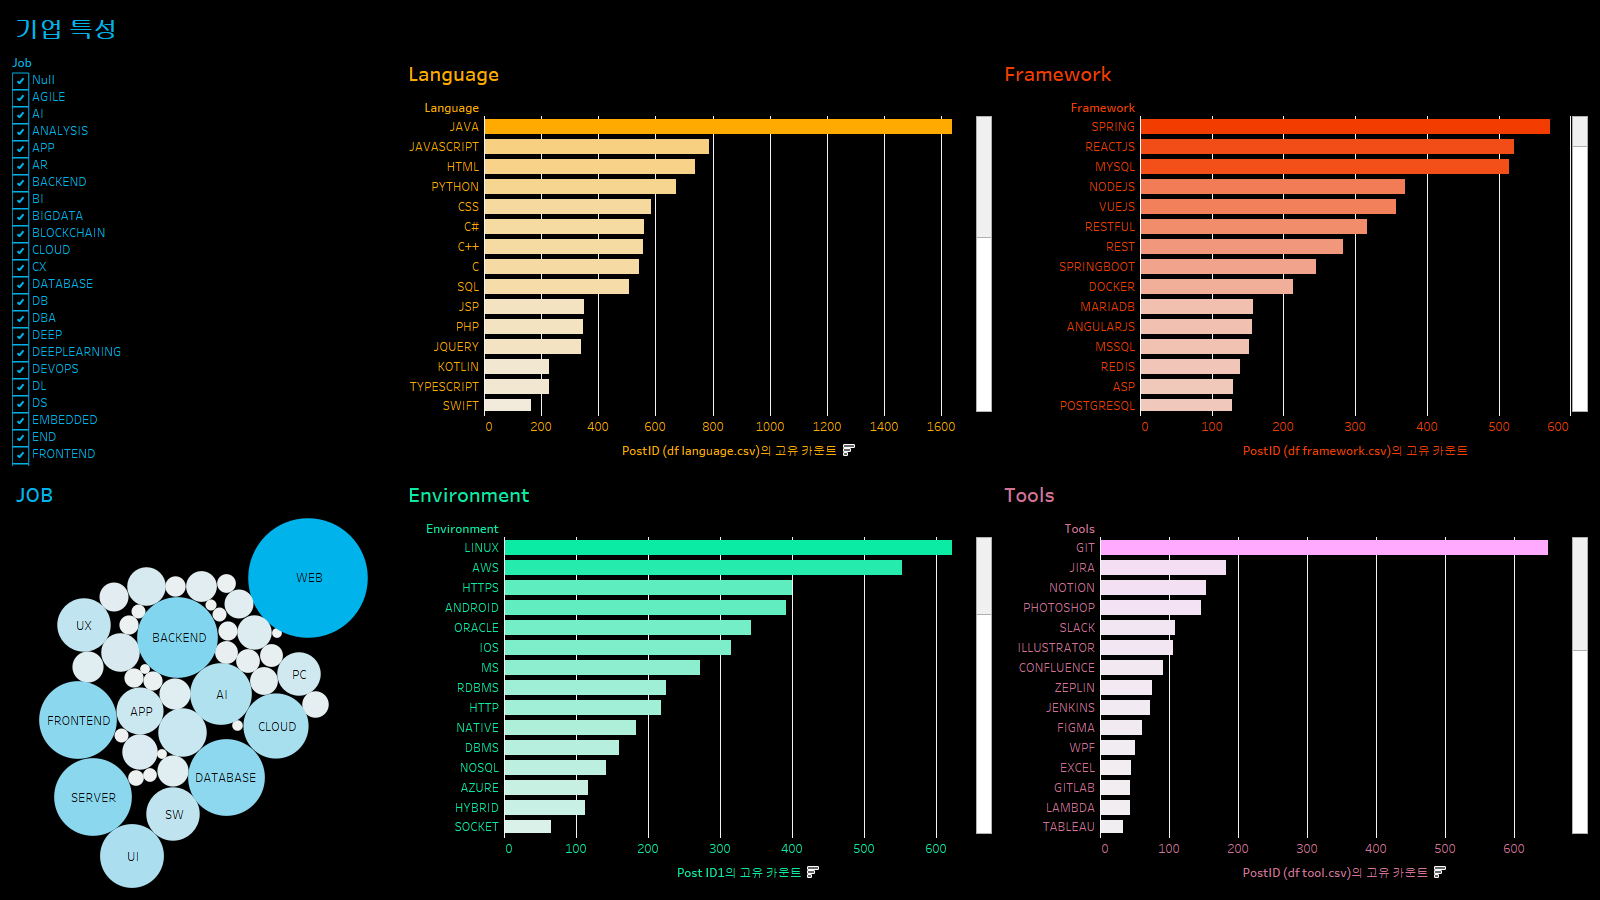 기업 특성
Job
Null
AGILE
AI
ANALYSIS
APP
AR
BACKEND
BI
BIGDATA
BLOCKCHAIN
CLOUD
CX
DATABASE
DB
DBA
DEEP
DEEPLEARNING
DEVOPS
DL
DS
EMBEDDED
END
FRONTEND
Language
Language
JAVA
JAVASCRIPT
HTML
PYTHON
CSS
C#
C++
C
SQL
JSP
PHP
JQUERY
KOTLIN
TYPESCRIPT
SWIFT
0 200 400 600 800 1000 1200 1400 1600
PostID (df language.csv)의 고유 카운트
Framework
Framework
SPRING
REACTJS
MYSQL
NODEJS
VUEJS
RESTFUL
REST
SPRINGBOOT
DOCKER
MARIADB
ANGULARJS
MSSQL
REDIS
ASP
POSTGRESQL
0 100 200 300 400 500 600
PostID (df framework.csv)의 고유 카운트
JOB
WEB
UX
BACKEND
PC
AI
APP
FRONTEND
CLOUD
DATABASE
SERVER
SW
UI
Environment
Environment
LINUX
AWS
HTTPS
ANDROID
ORACLE
IOS
MS
RDBMS
HTTP
NATIVE
DBMS
NOSQL
AZURE
HYBRID
SOCKET
0 100 200 300 400 500 600
Post ID1의 고유 카운트
Tools
Tools
GIT
JIRA
NOTION
PHOTOSHOP
SLACK
ILLUSTRATOR
CONFLUENCE
ZEPLIN
JENKINS
FIGMA
WPF
EXCEL
GITLAB
LAMBDA
TABLEAU
0 100 200 300 400 500 600
PostID (df tool.csv)의 고유 카운트